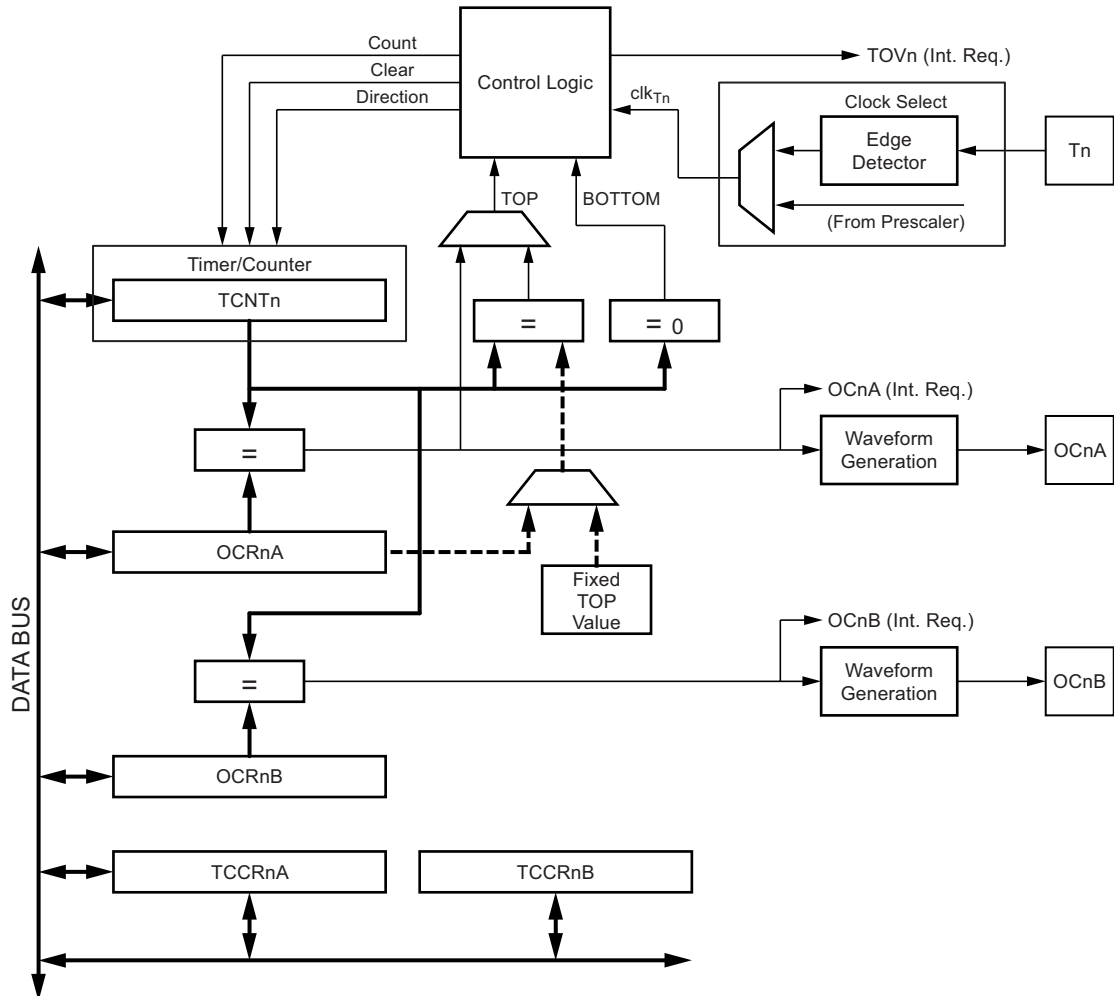 Count
Clear
Direction
Control Logic
TOVn (Int. Req.)
clkTn
Clock Select
Edge
Detector
Tn
(From Prescaler)
TOP
BOTTOM
Timer/Counter
TCNTn
=
= 0
OCnA (Int. Req.)
=
Waveform
Generation
OCnA
OCRnA
Fixed
TOP
Value
DATA BUS
OCnB (Int. Req.)
=
Waveform
Generation
OCnB
OCRnB
TCCRnA
TCCRnB